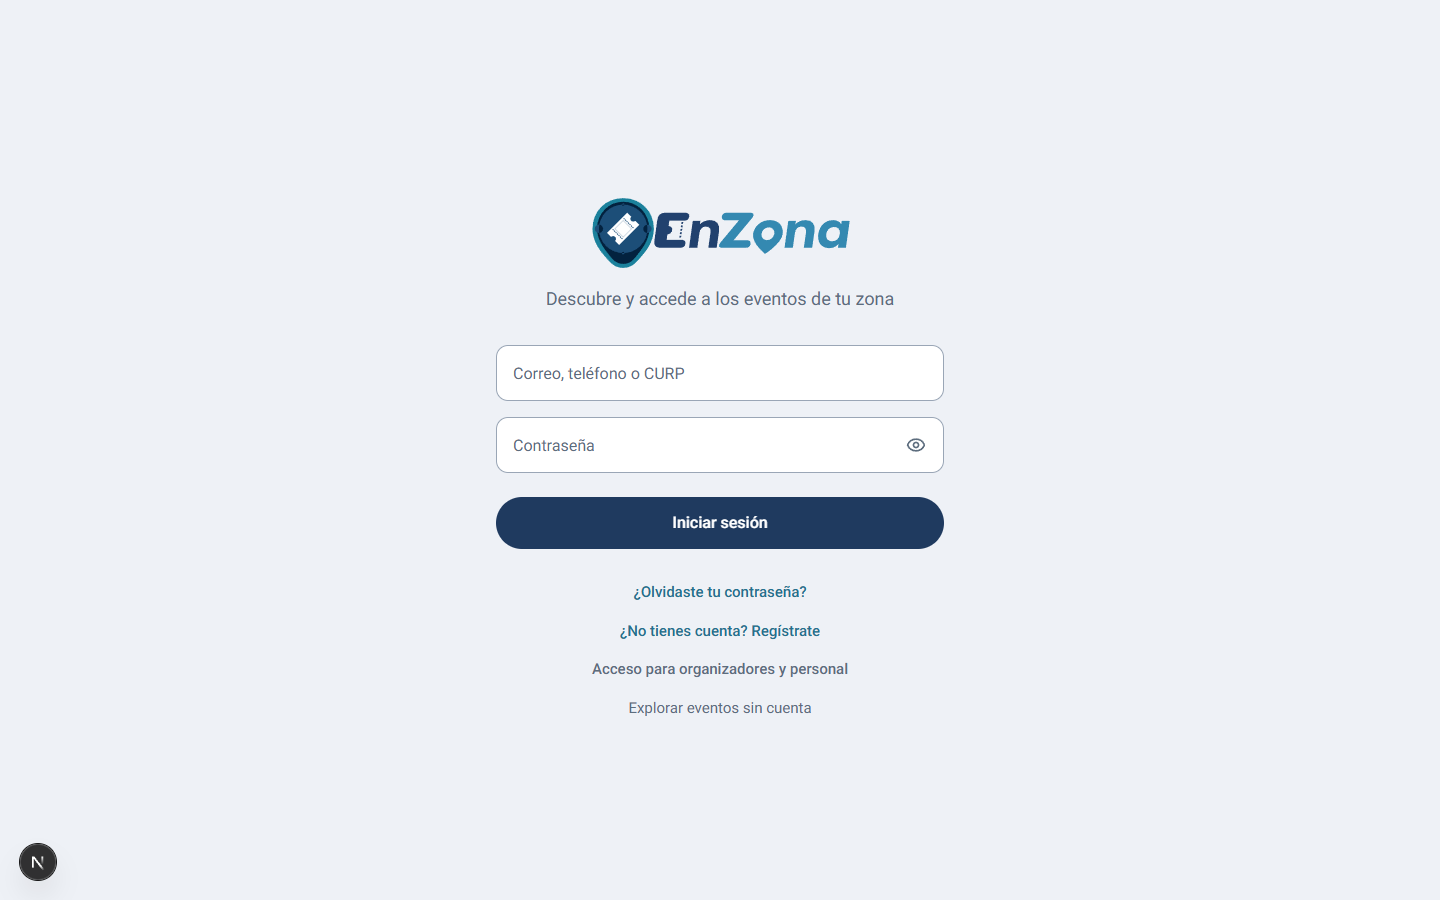 EnZona
Descubre y accede a los eventos de tu zona
Correo, teléfono o CURP
Contraseña
Iniciar sesión
¿Olvidaste tu contraseña?
¿No tienes cuenta? Regístrate
Acceso para organizadores y personal
Explorar eventos sin cuenta
N